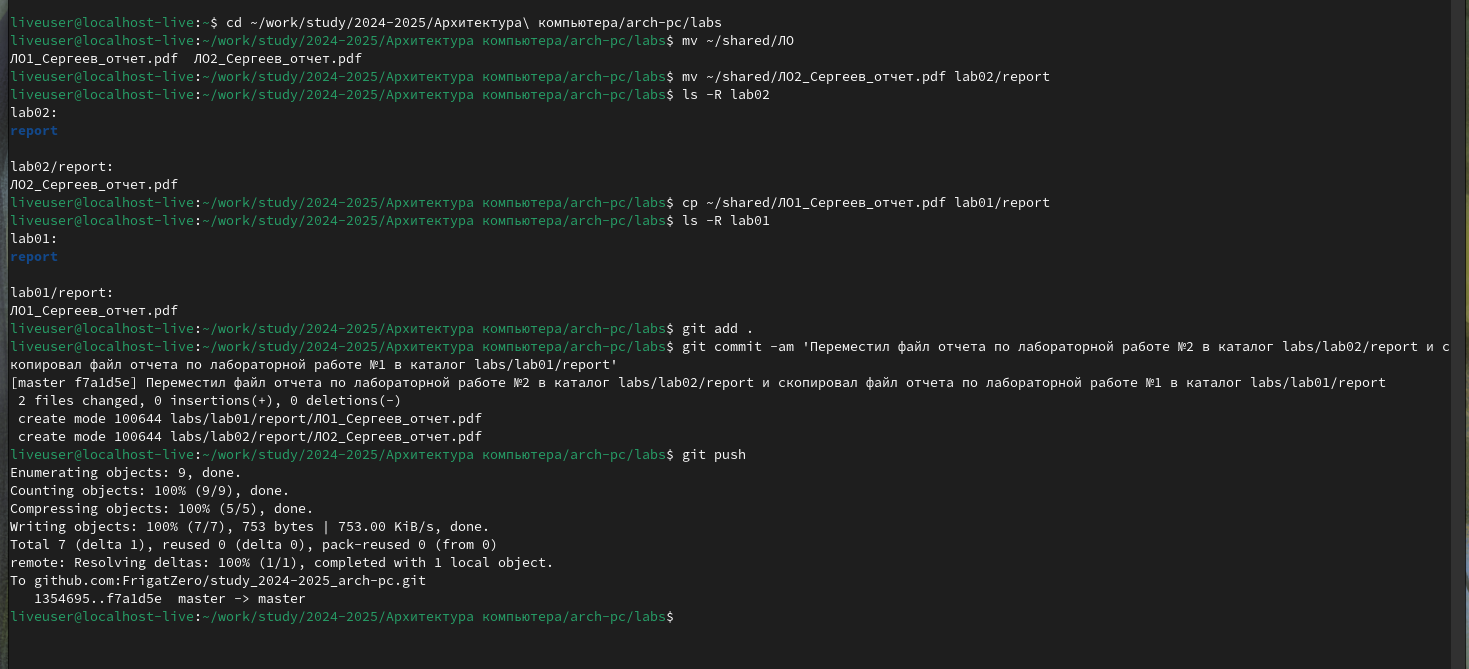 liveuser@localhost-live:~$ cd ~/work/study/2024-2025/Архитектура\ компьютера/arch-pc/labs
liveuser@localhost-live:~/work/study/2024-2025/Архитектура компьютера/arch-pc/labs$ mv ~/shared/ЛО
ЛО1_Сергеев_отчет.pdf  ЛО2_Сергеев_отчет.pdf
liveuser@localhost-live:~/work/study/2024-2025/Архитектура компьютера/arch-pc/labs$ mv ~/shared/ЛО2_Сергеев_отчет.pdf lab02/report
liveuser@localhost-live:~/work/study/2024-2025/Архитектура компьютера/arch-pc/labs$ ls -R lab02
lab02:
report
lab02/report:
ЛО2_Сергеев_отчет.pdf
liveuser@localhost-live:~/work/study/2024-2025/Архитектура компьютера/arch-pc/labs$ cp ~/shared/ЛО1_Сергеев_отчет.pdf lab01/report
liveuser@localhost-live:~/work/study/2024-2025/Архитектура компьютера/arch-pc/labs$ ls -R lab01
lab01:
report
lab01/report:
ЛО1_Сергеев_отчет.pdf
liveuser@localhost-live:~/work/study/2024-2025/Архитектура компьютера/arch-pc/labs$ git add .
liveuser@localhost-live:~/work/study/2024-2025/Архитектура компьютера/arch-pc/labs$ git commit -am 'Переместил файл отчета по лабораторной работе №2 в каталог labs/lab02/report и с
копировал файл отчета по лабораторной работе №1 в каталог labs/lab01/report'
[master f7a1d5e] Переместил файл отчета по лабораторной работе №2 в каталог labs/lab02/report и скопировал файл отчета по лабораторной работе №1 в каталог labs/lab01/report
 2 files changed, 0 insertions(+), 0 deletions(-)
 create mode 100644 labs/lab01/report/ЛО1_Сергеев_отчет.pdf
 create mode 100644 labs/lab02/report/ЛО2_Сергеев_отчет.pdf
liveuser@localhost-live:~/work/study/2024-2025/Архитектура компьютера/arch-pc/labs$ git push
Enumerating objects: 9, done.
Counting objects: 100% (9/9), done.
Compressing objects: 100% (5/5), done.
Writing objects: 100% (7/7), 753 bytes | 753.00 KiB/s, done.
Total 7 (delta 1), reused 0 (delta 0), pack-reused 0 (from 0)
remote: Resolving deltas: 100% (1/1), completed with 1 local object.
To github.com:FrigatZero/study_2024-2025_arch-pc.git
   1354695..f7a1d5e  master -> master
liveuser@localhost-live:~/work/study/2024-2025/Архитектура компьютера/arch-pc/labs$